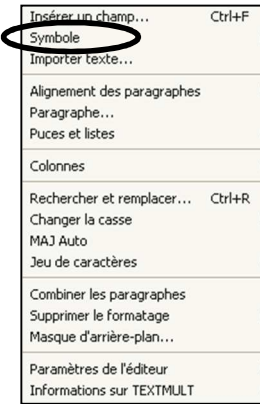 Insérer un champ... Ctrl+F
Symbole
Importer texte...
Alignement des paragraphes
Paragraphe...
Puces et listes
Colonnes
Rechercher et remplacer... Ctrl+R
Changer la casse
MAJ Auto
Jeu de caractères
Combiner les paragraphes
Supprimer le formatage
Masque d'arrière-plan...
Paramètres de l'éditeur
Informations sur TEXTMULT